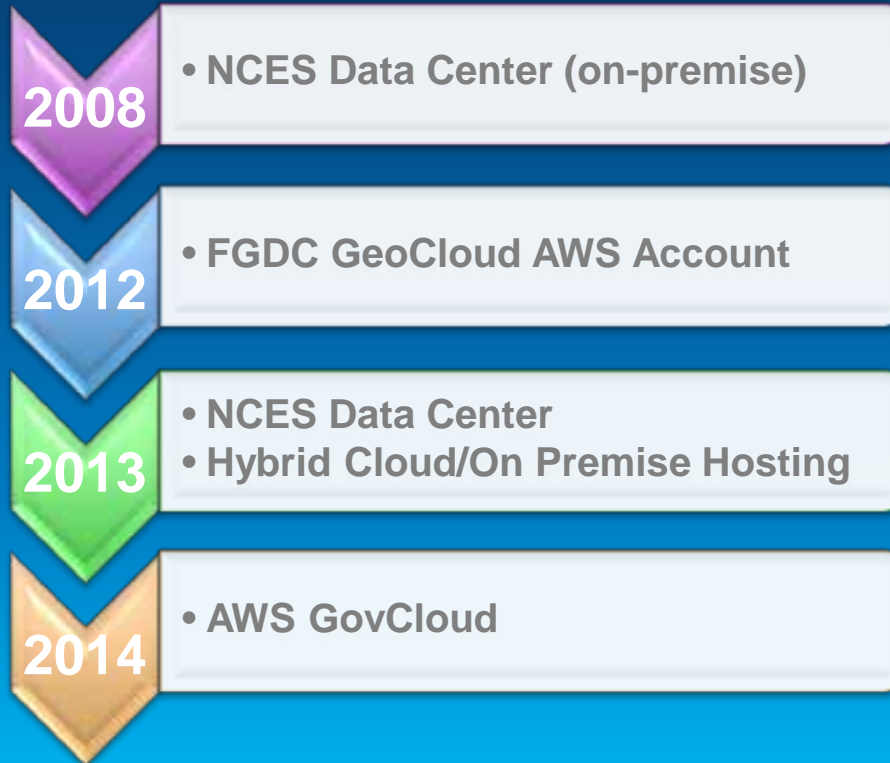 2008
• NCES Data Center (on-premise)
2012
• FGDC GeoCloud AWS Account
2013
• NCES Data Center
• Hybrid Cloud/On Premise Hosting
2014
• AWS GovCloud